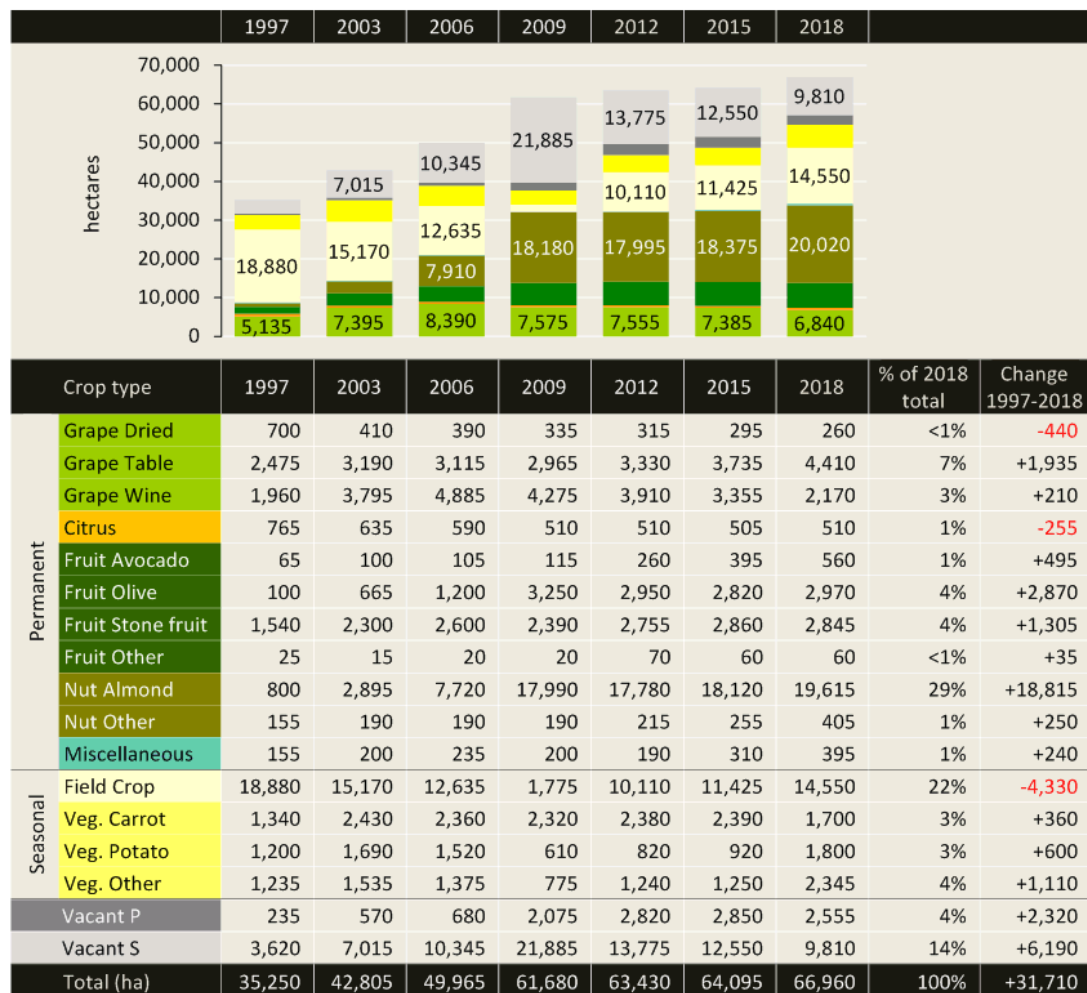 1997 2003 2006 2009 2012 2015 2018
70,000
60,000
50,000
40,000
30,000
20,000
10,000
0
hectares
18,880
5,135
7,015
15,170
7,395
10,345
12,635
7,910
8,390
21,885
18,180
7,575
13,775
10,110
17,995
7,555
12,550
11,425
18,375
7,385
9,810
14,550
20,020
6,840
Crop type 1997 2003 2006 2009 2012 2015 2018 % of 2018 total Change 1997-2018
Permanent
Grape Dried 700 410 390 335 315 295 260 <1% -440
Grape Table 2,475 3,190 3,115 2,965 3,330 3,735 4,410 7% +1,935
Grape Wine 1,960 3,795 4,885 4,275 3,910 3,355 2,170 3% +210
Citrus 765 635 590 510 510 505 510 1% -255
Fruit Avocado 65 100 105 115 260 395 560 1% +495
Fruit Olive 100 665 1,200 3,250 2,950 2,820 2,970 4% +2,870
Fruit Stone fruit 1,540 2,300 2,600 2,390 2,755 2,860 2,845 4% +1,305
Fruit Other 25 15 20 20 70 60 60 <1% +35
Nut Almond 800 2,895 7,720 17,990 17,780 18,120 19,615 29% +18,815
Nut Other 155 190 190 190 215 255 405 1% +250
Miscellaneous 155 200 235 200 190 310 395 1% +240
Seasonal
Field Crop 18,880 15,170 12,635 1,775 10,110 11,425 14,550 22% -4,330
Veg. Carrot 1,340 2,430 2,360 2,320 2,380 2,390 1,700 3% +360
Veg. Potato 1,200 1,690 1,520 610 820 920 1,800 3% +600
Veg. Other 1,235 1,535 1,375 775 1,240 1,250 2,345 4% +1,110
Vacant P 235 570 680 2,075 2,820 2,850 2,555 4% +2,320
Vacant S 3,620 7,015 10,345 21,885 13,775 12,550 9,810 14% +6,190
Total (ha) 35,250 42,805 49,965 61,680 63,430 64,095 66,960 100% +31,710